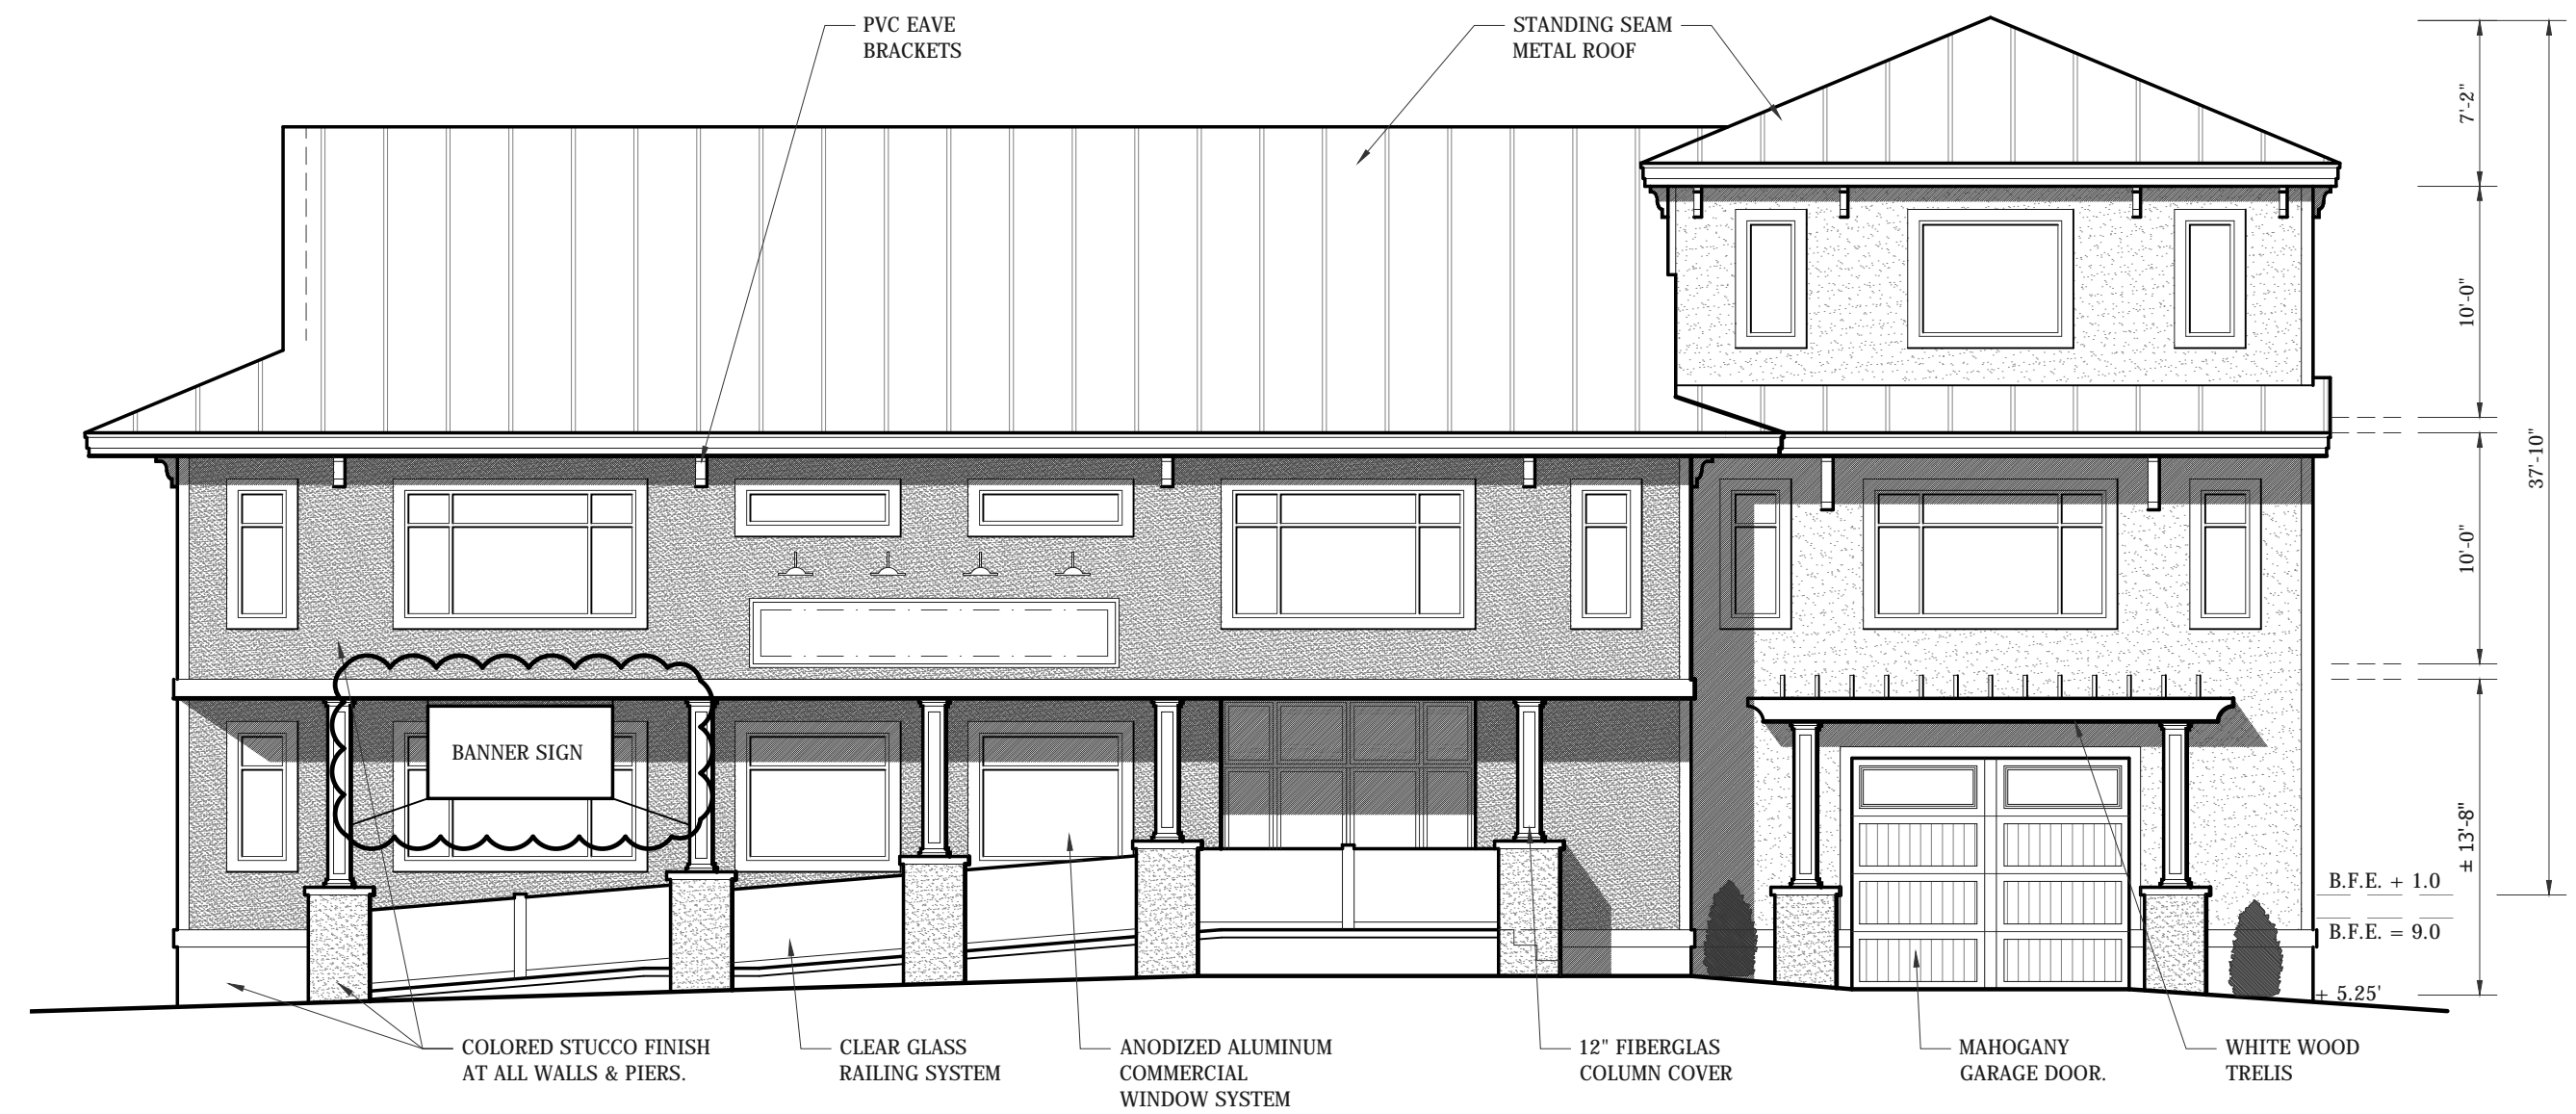 PVC EAVE
BRACKETS
STANDING SEAM
METAL ROOF
7'-2"
10'-0"
37'-10"
10'-0"
± 13'-8"
BANNER SIGN
B.F.E. + 1.0
B.F.E. = 9.0
+ 5.25'
COLORED STUCCO FINISH
AT ALL WALLS & PIERS.
CLEAR GLASS
RAILING SYSTEM
ANODIZED ALUMINUM
COMMERCIAL
WINDOW SYSTEM
12" FIBERGLAS
COLUMN COVER
MAHOGANY
GARAGE DOOR.
WHITE WOOD
TRELIS